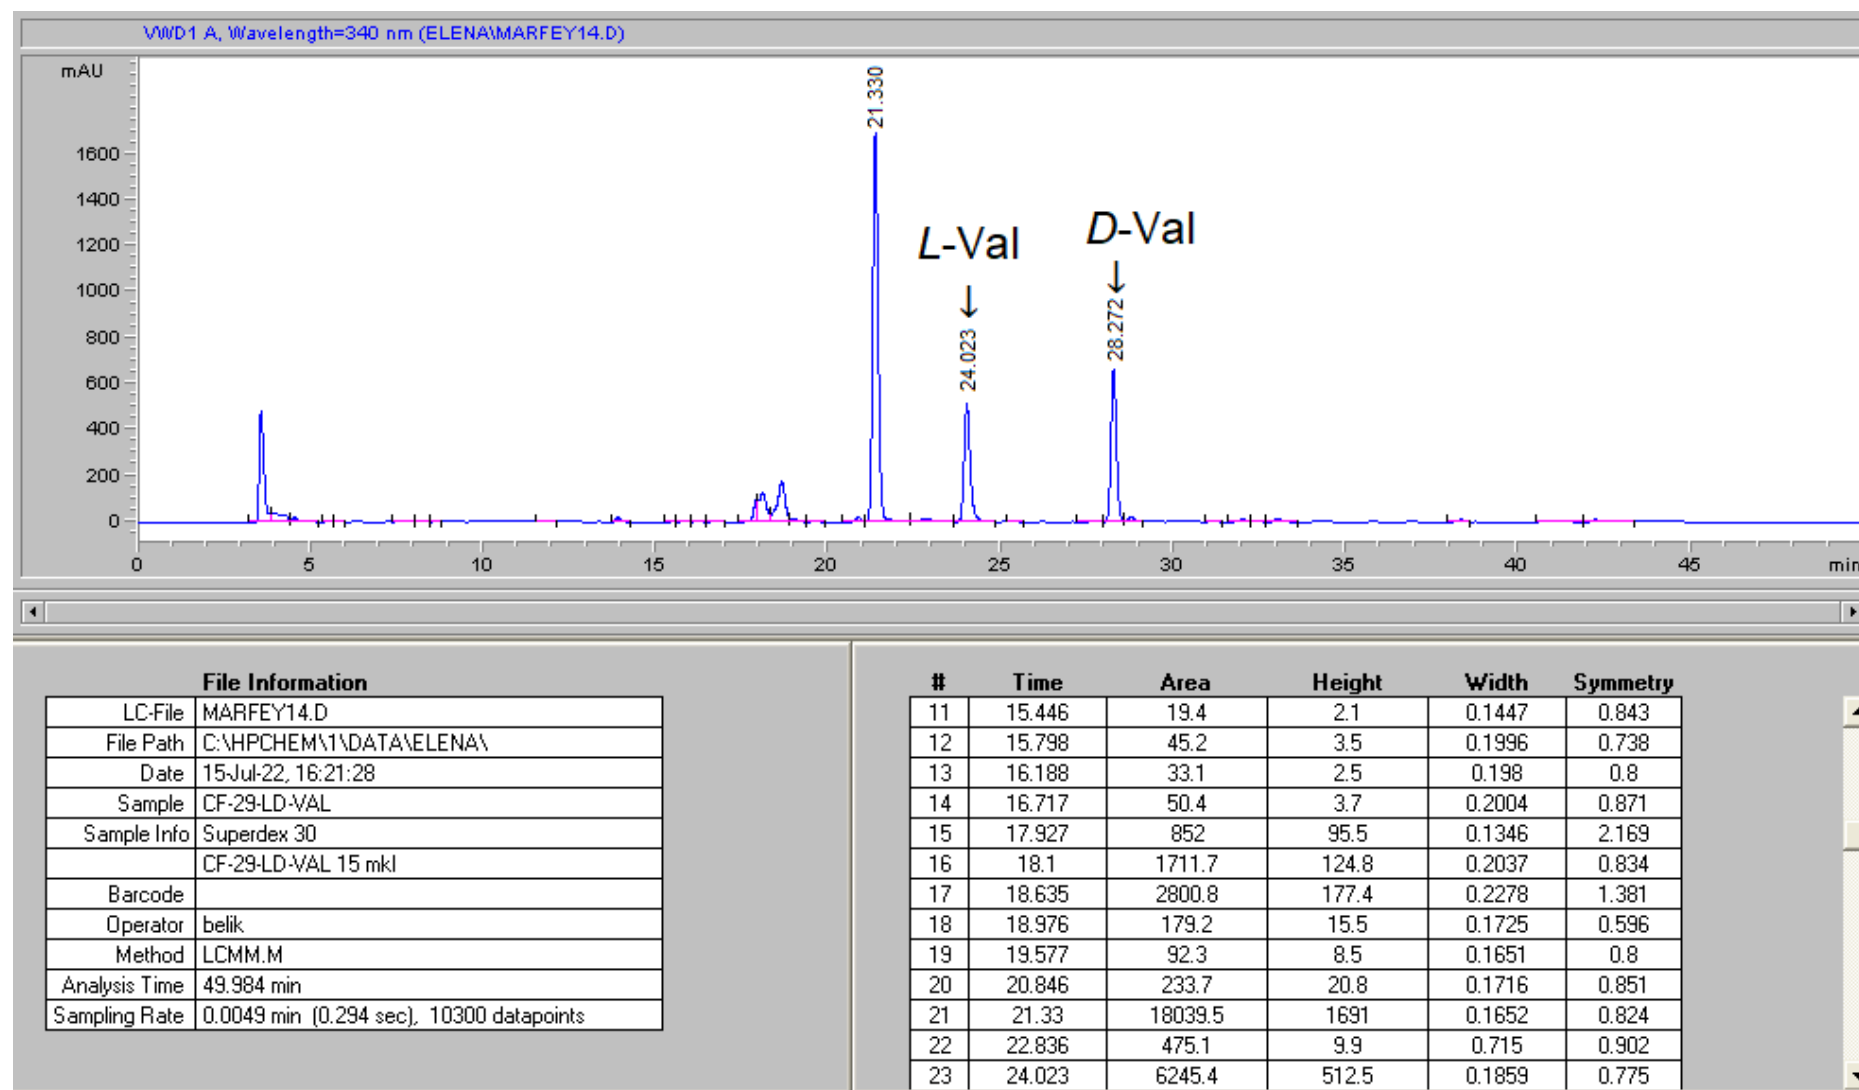 VWD1 A, Wavelength=340 nm (ELENA\MARFEY14.D)
mAU
1600
1400
1200
1000
800
600
400
200
0
21.330
L-Val
24.023
D-Val
28.272
0 5 10 15 20 25 30 35 40 45 min
File Information
LC-File MARFEY14.D
File Path C:\HPCHEM\1\DATA\ELENA\
Date 15-Jul-22, 16:21:28
Sample CF-29-LD-VAL
Sample Info Superdex 30
CF-29-LD-VAL 15 mkl
Barcode
Operator belik
Method LCMM.M
Analysis Time 49.984 min
Sampling Rate 0.0049 min (0.294 sec), 10300 datapoints
# Time Area Height Width Symmetry
11 15.446 19.4 2.1 0.1447 0.843
12 15.798 45.2 3.5 0.1996 0.738
13 16.188 33.1 2.5 0.198 0.8
14 16.717 50.4 3.7 0.2004 0.871
15 17.927 852 95.5 0.1346 2.169
16 18.1 1711.7 124.8 0.2037 0.834
17 18.635 2800.8 177.4 0.2278 1.381
18 18.976 179.2 15.5 0.1725 0.596
19 19.577 92.3 8.5 0.1651 0.8
20 20.846 233.7 20.8 0.1716 0.851
21 21.33 18039.5 1691 0.1652 0.824
22 22.836 475.1 9.9 0.715 0.902
23 24.023 6245.4 512.5 0.1859 0.775